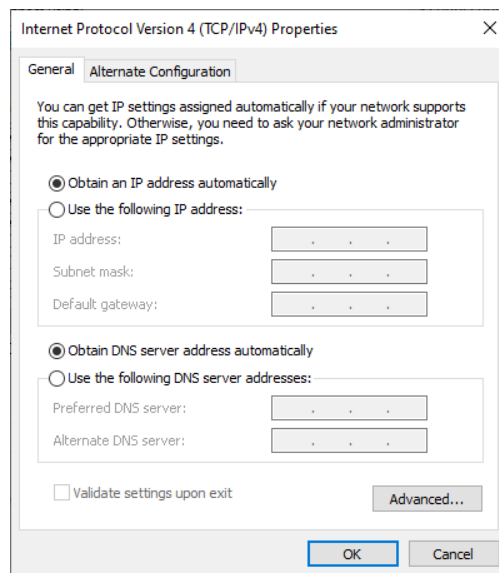 Internet Protocol Version 4 (TCP/IPv4) Properties
General
Alternate Configuration
You can get IP settings assigned automatically if your network supports
this capability. Otherwise, you need to ask your network administrator
for the appropriate IP settings.
Obtain an IP address automatically
Use the following IP address:
IP address:
Subnet mask:
Default gateway:
Obtain DNS server address automatically
Use the following DNS server addresses:
Preferred DNS server:
Alternate DNS server:
Validate settings upon exit
Advanced...
OK
Cancel